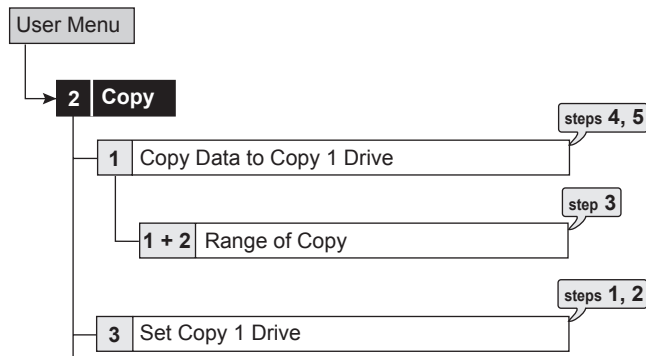 User Menu
2 Copy
steps 4, 5
1 Copy Data to Copy 1 Drive
step 3
1 + 2 Range of Copy
steps 1, 2
3 Set Copy 1 Drive